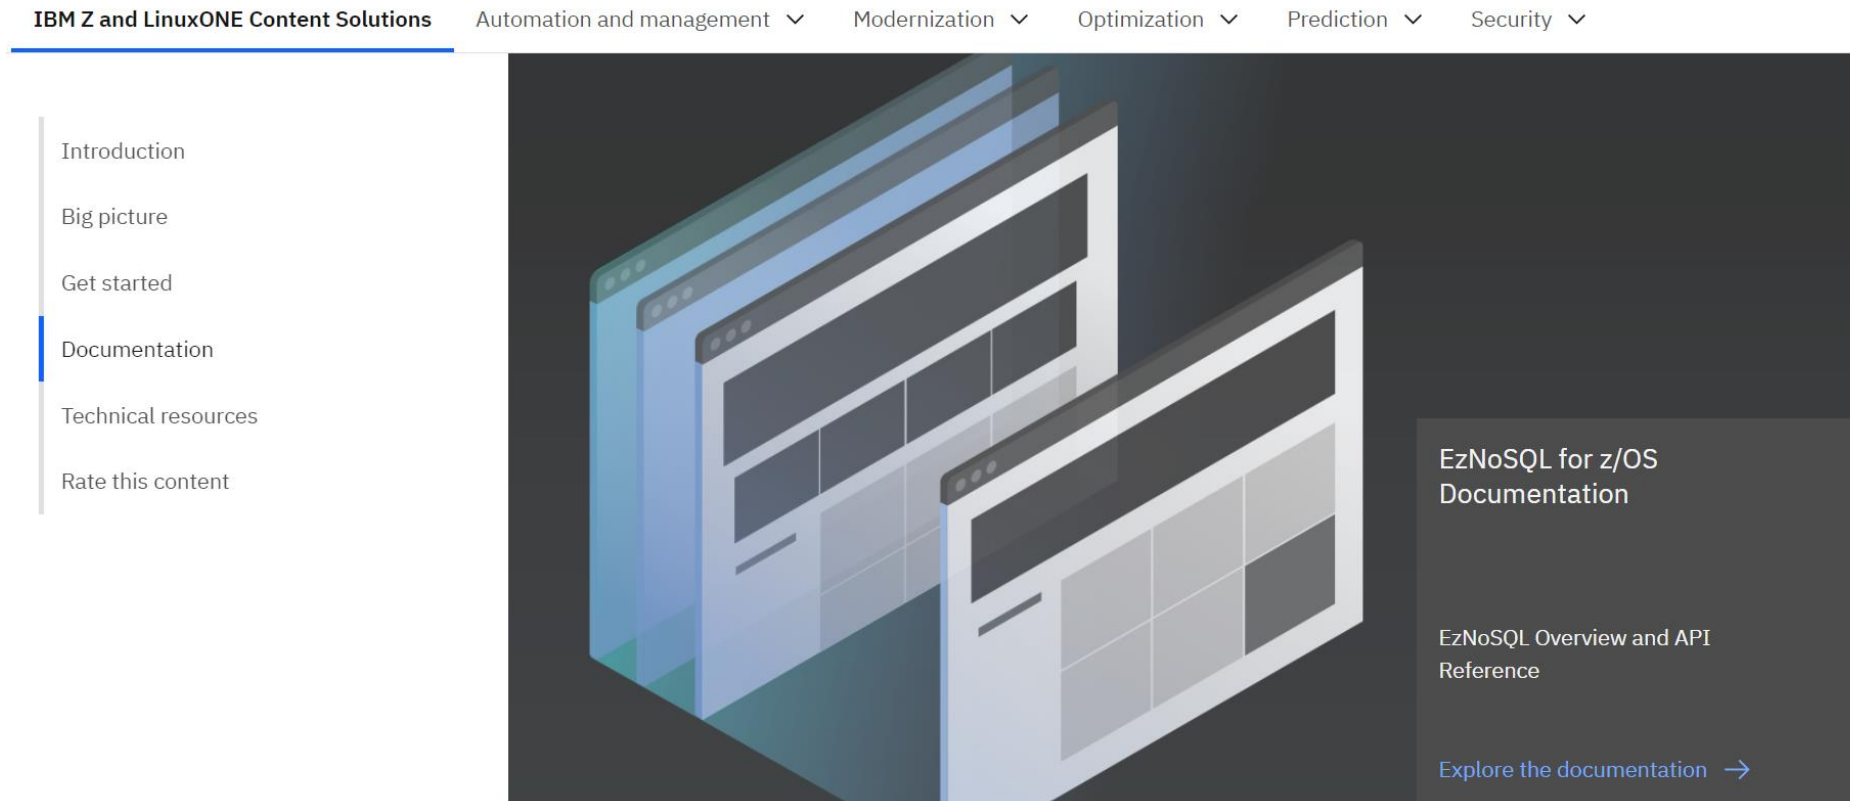 IBM Z and LinuxONE Content Solutions Automation and management Modernization Optimization Prediction Security
Introduction
Big picture
Get started
Documentation
Technical resources
Rate this content
EzNoSQL for z/OS
Documentation
EzNoSQL Overview and API
Reference
Explore the documentation →